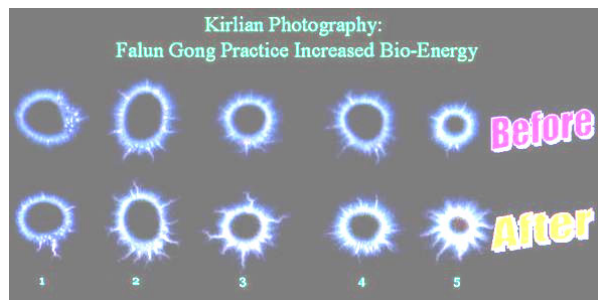 Kirlian Photography:
Falun Gong Practice Increased Bio-Energy
Before
After
1 2 3 4 5